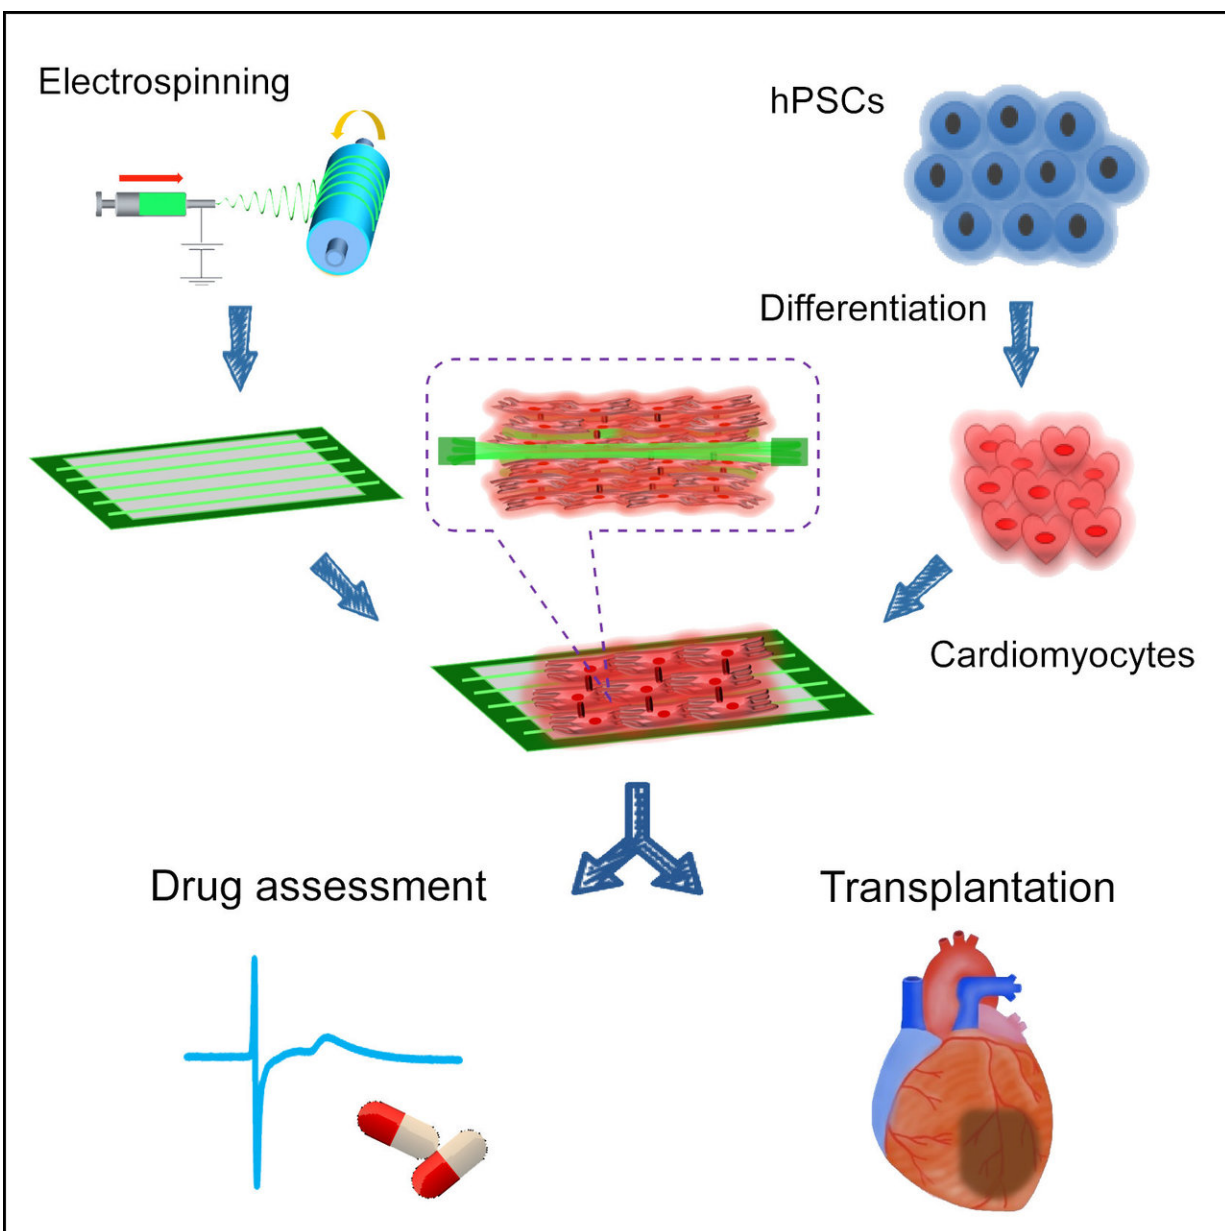 Electrospinning
hPSCs
Differentiation
Cardiomyocytes
Drug assessment
Transplantation